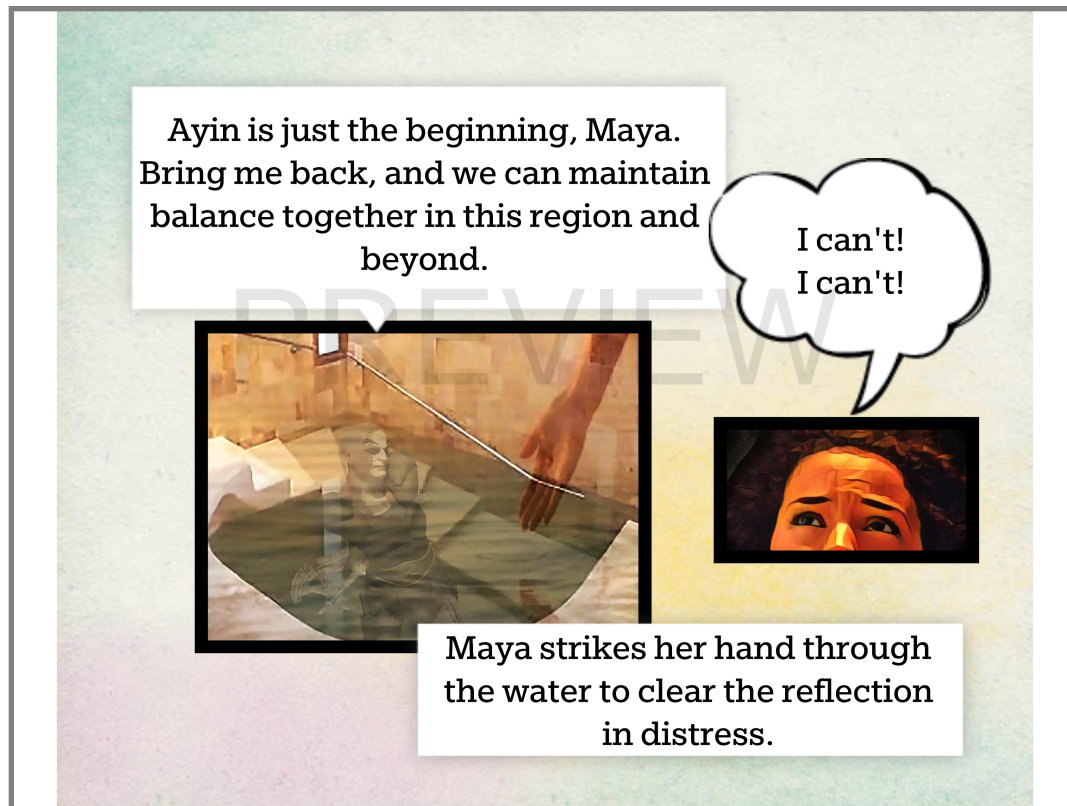 Ayin is just the beginning, Maya.
Bring me back, and we can maintain
balance together in this region and
beyond.
I can't!
I can't!
PREVIEW
Maya strikes her hand through
the water to clear the reflection
in distress.